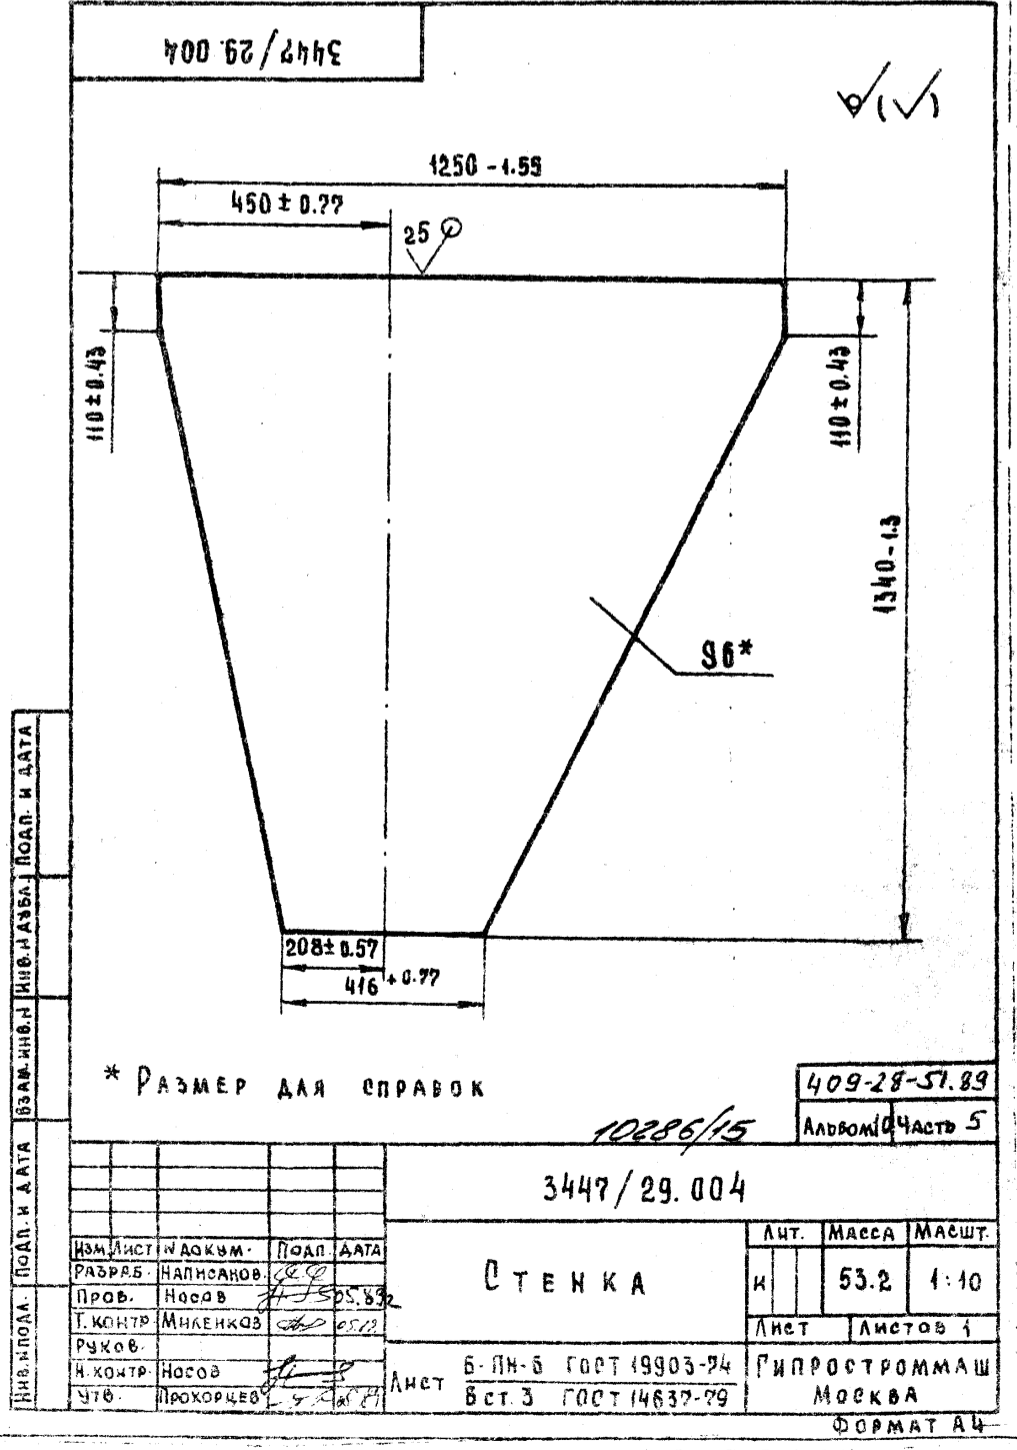 3447/29.004
(√)
1250-1.55
450±0.77
25
110±0.43
110±0.43
1340-1.3
S6*
208±0.57
416+0.77
* РАЗМЕР ДЛЯ СПРАВОК
409-28-51.89
АЛЬБОМ 10.4 ЧАСТЬ 5
10286/15
3447/29.004
СТЕНКА
ЛИТ. МАССА МАСШТ.
И 53.2 1:10
ЛИСТ ЛИСТОВ 1
ЛИСТ
Б-ПН-6 ГОСТ 19903-74
Вст.3 ГОСТ 14637-79
ГИПРОСТРОММАШ
МОСКВА
ФОРМАТ А4
ИЗМ ЛИСТ N ДОКУМ. ПОДП. ДАТА
РАЗРАБ. НАПИСАНОВ.
ПРОВ. НОСОВ
Т.КОНТР МИЛЕНКОЗ
РУКОВ.
Н.КОНТР. НОСОВ
УТВ. ПРОХОРЦЕВ
ПОДП. И ДАТА
ИНВ.N ДУБЛ.
ВЗАМ.ИНВ.N
ПОДП. И ДАТА
ИНВ.N ПОДЛ.